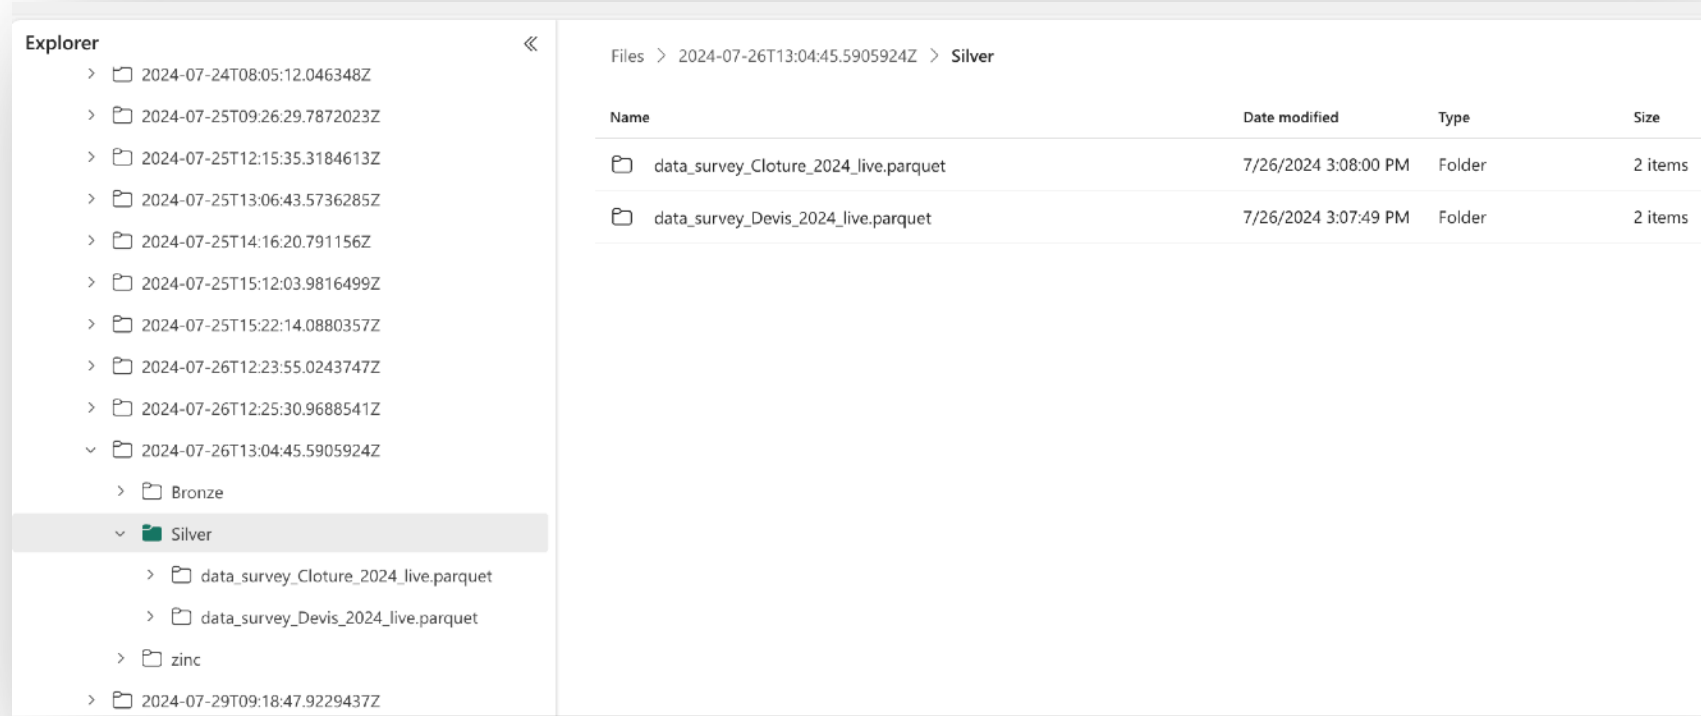 Explorer
2024-07-24T08:05:12.046348Z
2024-07-25T09:26:29.7872023Z
2024-07-25T12:15:35.3184613Z
2024-07-25T13:06:43.5736285Z
2024-07-25T14:16:20.791156Z
2024-07-25T15:12:03.9816499Z
2024-07-25T15:22:14.0880357Z
2024-07-26T12:23:55.0243747Z
2024-07-26T12:25:30.9688541Z
2024-07-26T13:04:45.5905924Z
Bronze
Silver
data_survey_Cloture_2024_live.parquet
data_survey_Devis_2024_live.parquet
zinc
2024-07-29T09:18:47.9229437Z
Files > 2024-07-26T13:04:45.5905924Z > Silver
Name Date modified Type Size
data_survey_Cloture_2024_live.parquet 7/26/2024 3:08:00 PM Folder 2 items
data_survey_Devis_2024_live.parquet 7/26/2024 3:07:49 PM Folder 2 items